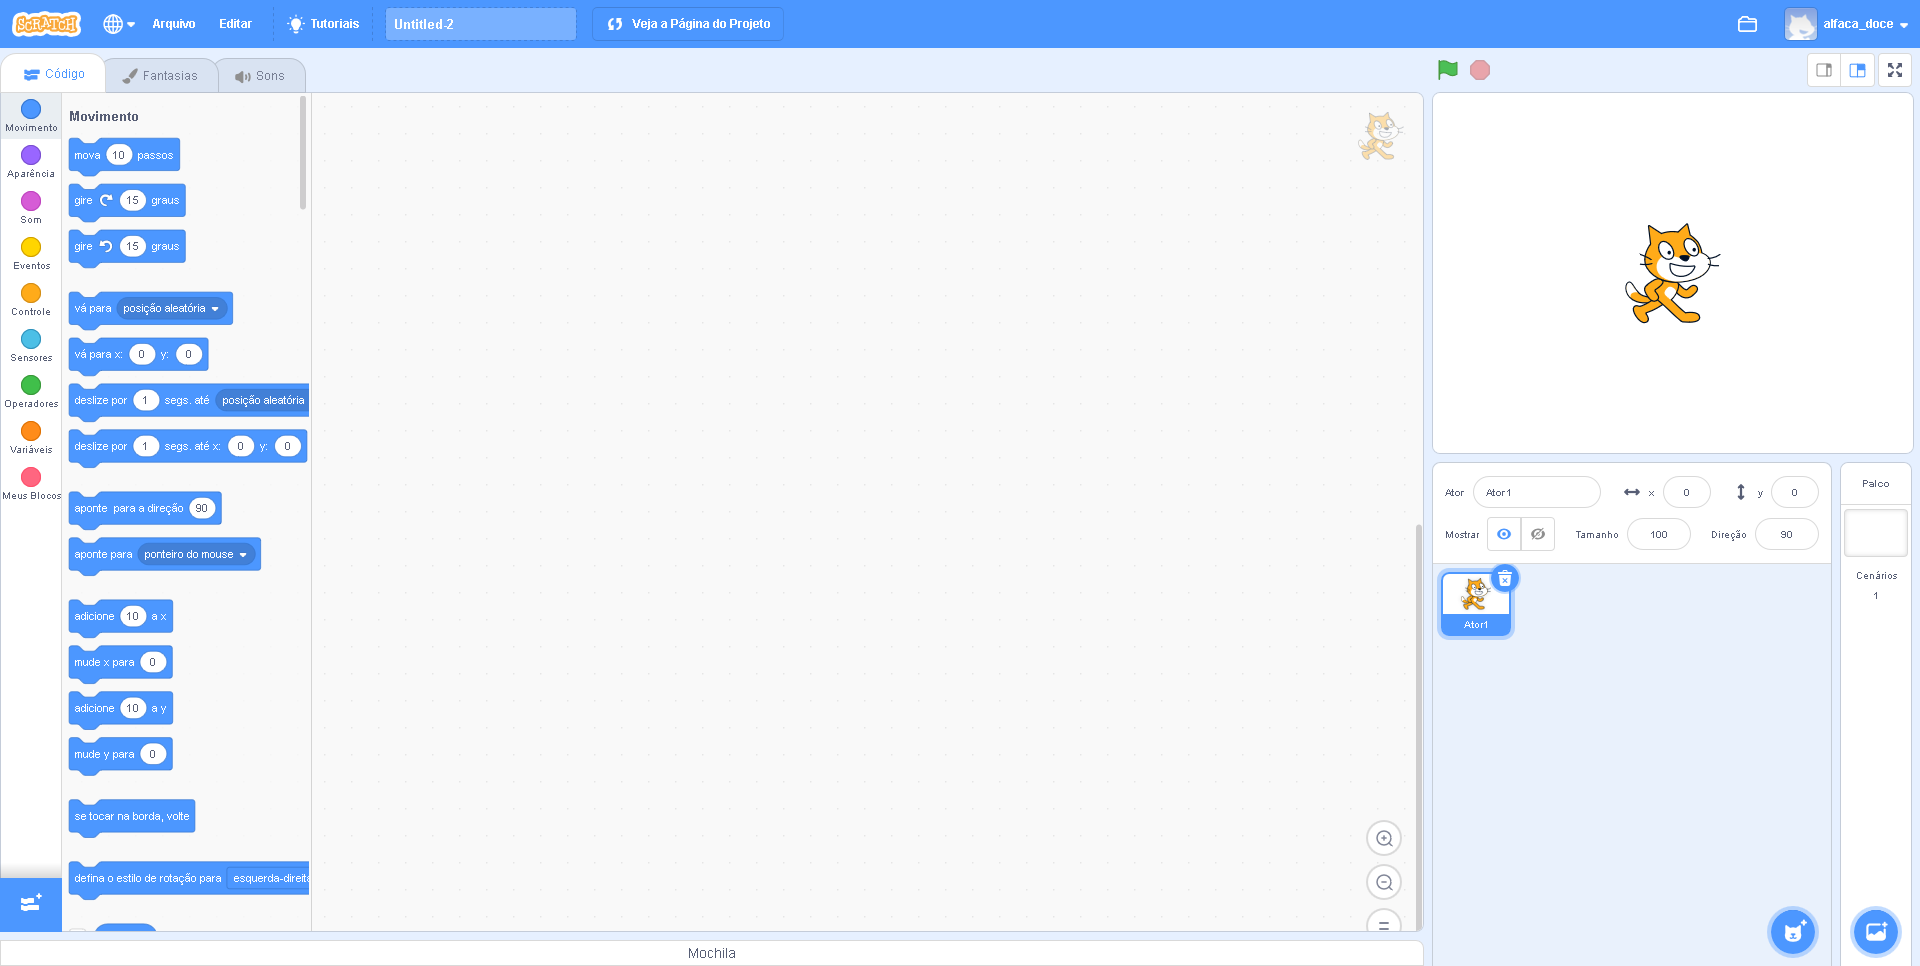 SCRATCH
Arquivo
Editar
Tutoriais
Untitled-2
Veja a Página do Projeto
alfaca_doce
Código
Fantasias
Sons
Movimento
Aparência
Som
Eventos
Controle
Sensores
Operadores
Variáveis
Meus Blocos
Movimento
mova 10 passos
gire 15 graus
gire 15 graus
vá para posição aleatória
vá para x: 0 y: 0
deslize por 1 segs. até posição aleatória
deslize por 1 segs. até x: 0 y: 0
aponte para a direção 90
aponte para ponteiro do mouse
adicione 10 a x
mude x para 0
adicione 10 a y
mude y para 0
se tocar na borda, volte
defina o estilo de rotação para esquerda-direita
Mochila
Ator Ator1 x 0 y 0
Mostrar Tamanho 100 Direção 90
Ator1
Palco
Cenários
1